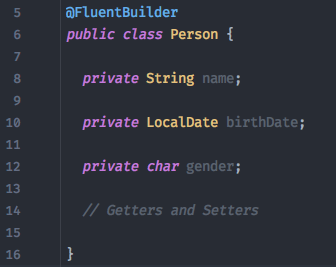 5 @FluentBuilder
6 public class Person {
7
8 private String name;
9
10 private LocalDate birthDate;
11
12 private char gender;
13
14 // Getters and Setters
15
16 }